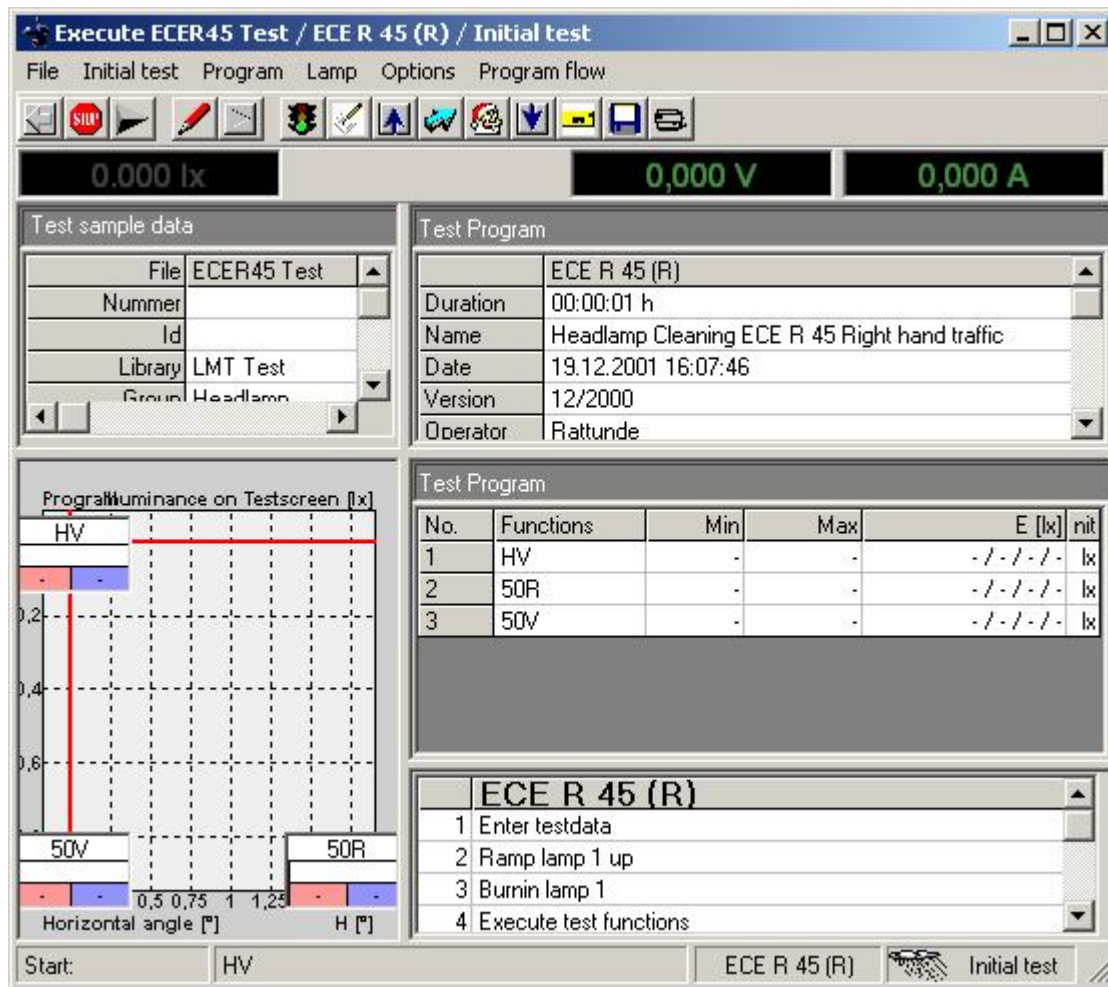 Execute ECER45 Test / ECE R 45 (R) / Initial test
File Initial test Program Lamp Options Program flow
STOP
0.000 lx 0,000 V 0,000 A
Test sample data
File ECER45 Test
Nummer
Id
Library LMT Test
Group Headlamp
Test Program
ECE R 45 (R)
Duration 00:00:01 h
Name Headlamp Cleaning ECE R 45 Right hand traffic
Date 19.12.2001 16:07:46
Version 12/2000
Operator Rattunde
Illuminance on Testscreen [lx]
HV
- -
0,2
0,4
0,6
50V 50R
- - 0,5 0,75 1 1,25 - -
Horizontal angle [°] H [°]
Test Program
No. Functions Min Max E [lx] nit
1 HV - - - / - / - / - lx
2 50R - - - / - / - / - lx
3 50V - - - / - / - / - lx
ECE R 45 (R)
1 Enter testdata
2 Ramp lamp 1 up
3 Burnin lamp 1
4 Execute test functions
Start: HV ECE R 45 (R) Initial test